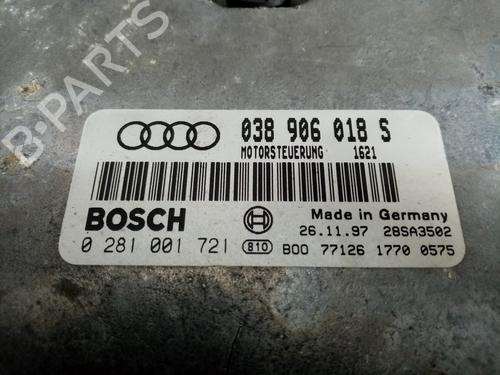 B-PARTS
038 906 018 S
MOTORSTEUERUNG 1621
BOSCH
Made in Germany
26.11.97 28SA3502
0 281 001 721 810 B00 77126 1770 0575